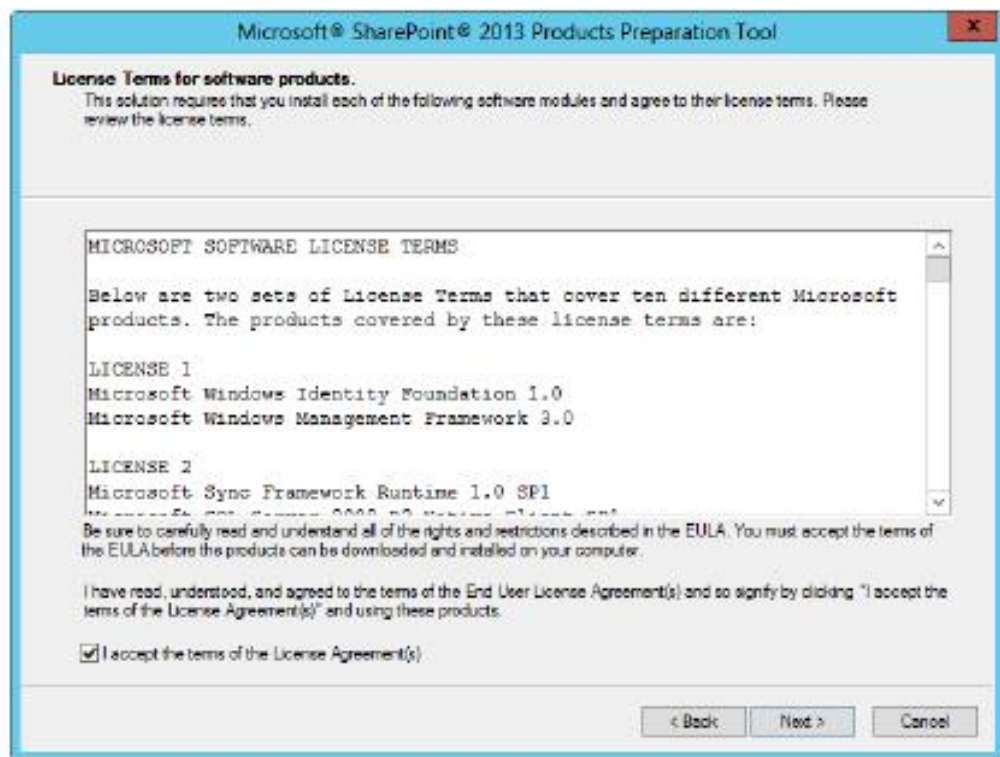 Microsoft® SharePoint® 2013 Products Preparation Tool
x
License Terms for software products.
This solution requires that you install each of the following software modules and agree to their license terms. Please
review the license terms.
MICROSOFT SOFTWARE LICENSE TERMS
Below are two sets of License Terms that cover ten different Microsoft
products. The products covered by these license terms are:
LICENSE 1
Microsoft Windows Identity Foundation 1.0
Microsoft Windows Management Framework 3.0
LICENSE 2
Microsoft Sync Framework Runtime 1.0 SP1
Be sure to carefully read and understand all of the rights and restrictions described in the EULA. You must accept the terms of
the EULA before the products can be downloaded and installed on your computer.
I have read, understood, and agreed to the terms of the End User License Agreement(s) and so signify by clicking "I accept the
terms of the License Agreement(s)" and using these products.
I accept the terms of the License Agreement(s)
< Back Next > Cancel